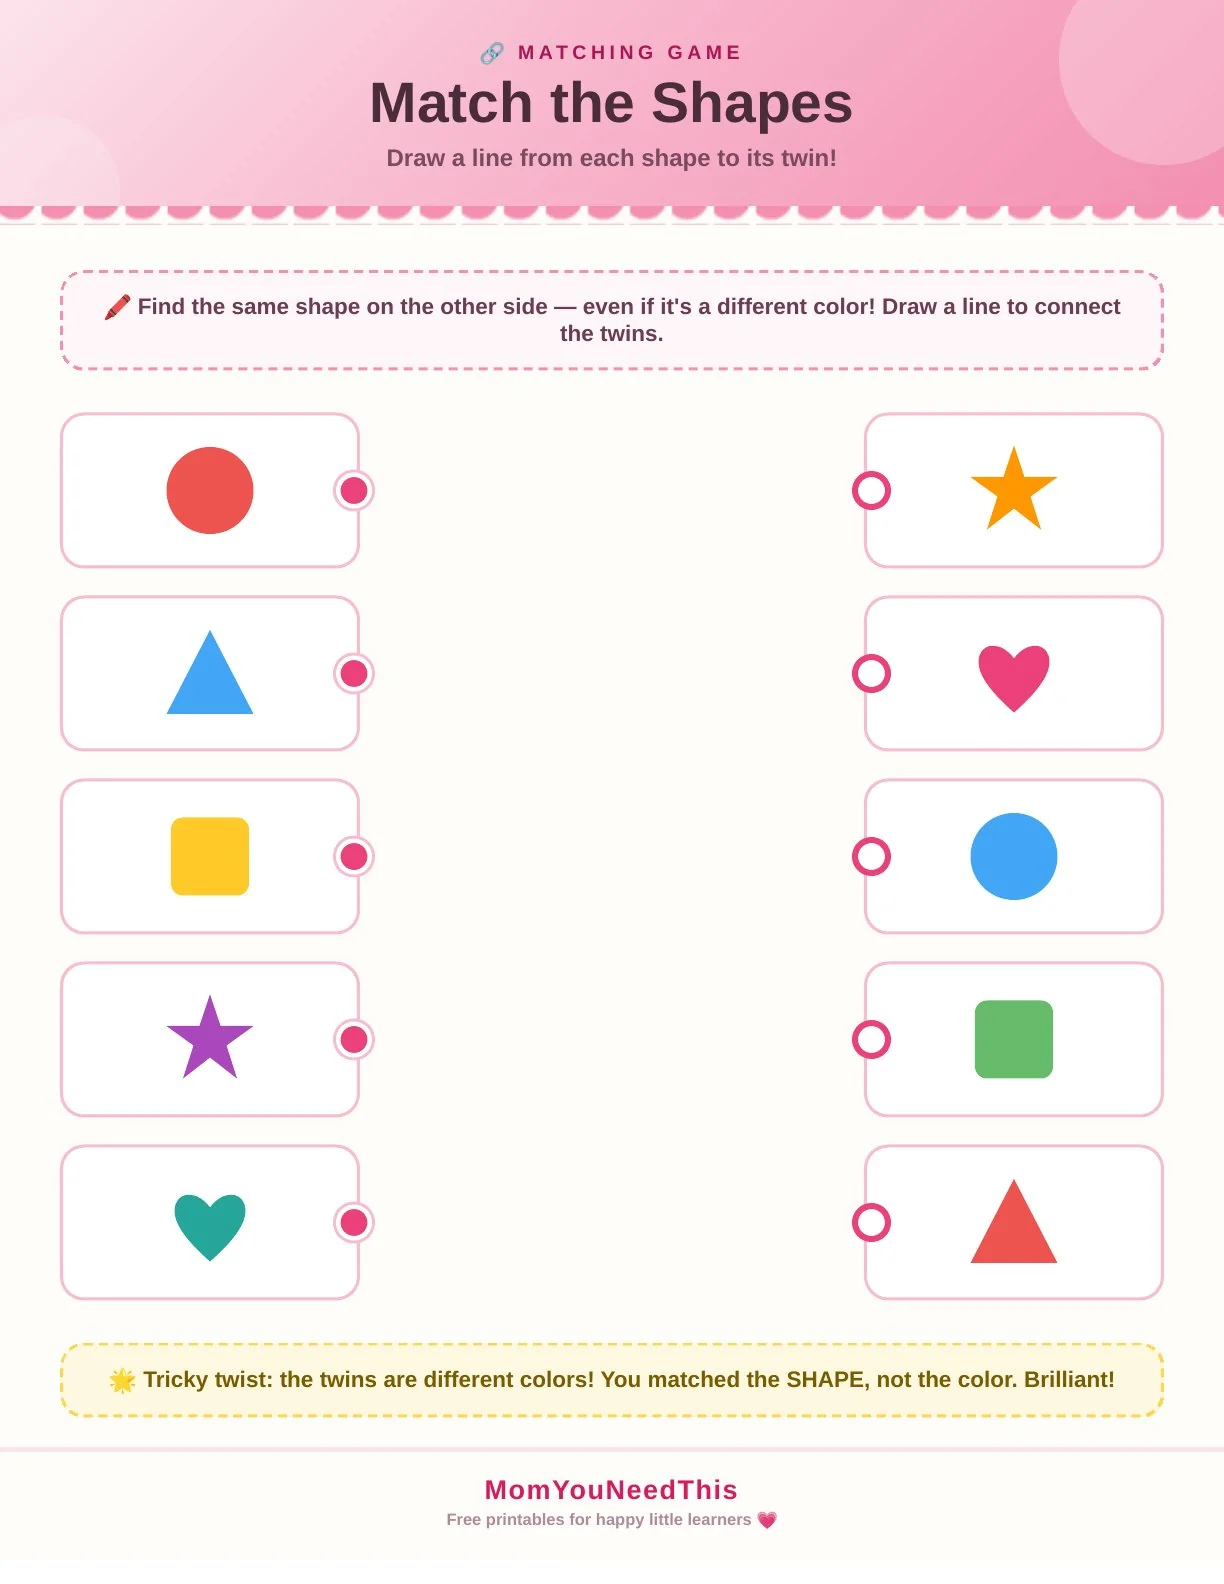 🔗 MATCHING GAME
Match the Shapes
Draw a line from each shape to its twin!
🖍️ Find the same shape on the other side — even if it's a different color! Draw a line to connect
the twins.
🌟 Tricky twist: the twins are different colors! You matched the SHAPE, not the color. Brilliant!
MomYouNeedThis
Free printables for happy little learners 💗